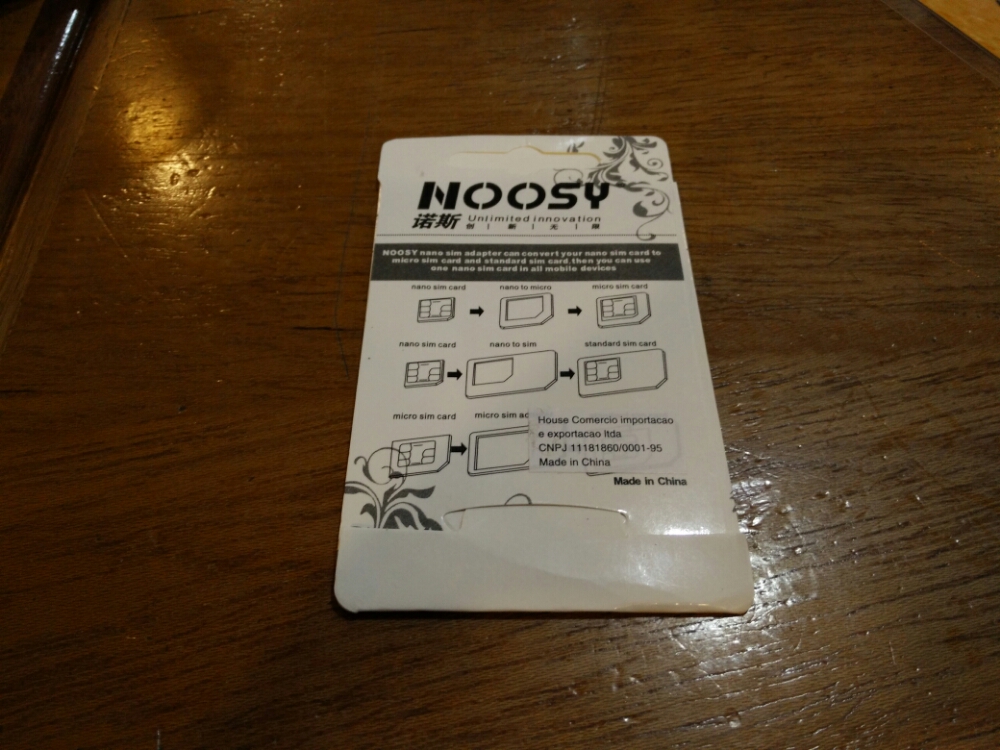 NOOSY
诺斯 Unlimited innovation
创 | 新 | 无 | 限
NOOSY nano sim adapter can convert your nano sim card to
micro sim card and standard sim card.then you can use
one nano sim card in all mobile devices
nano sim card nano to micro micro sim card
nano sim card nano to sim standard sim card
micro sim card micro sim
House Comercio importacao
e exportacao ltda
CNPJ 11181860/0001-95
Made in China
Made in China